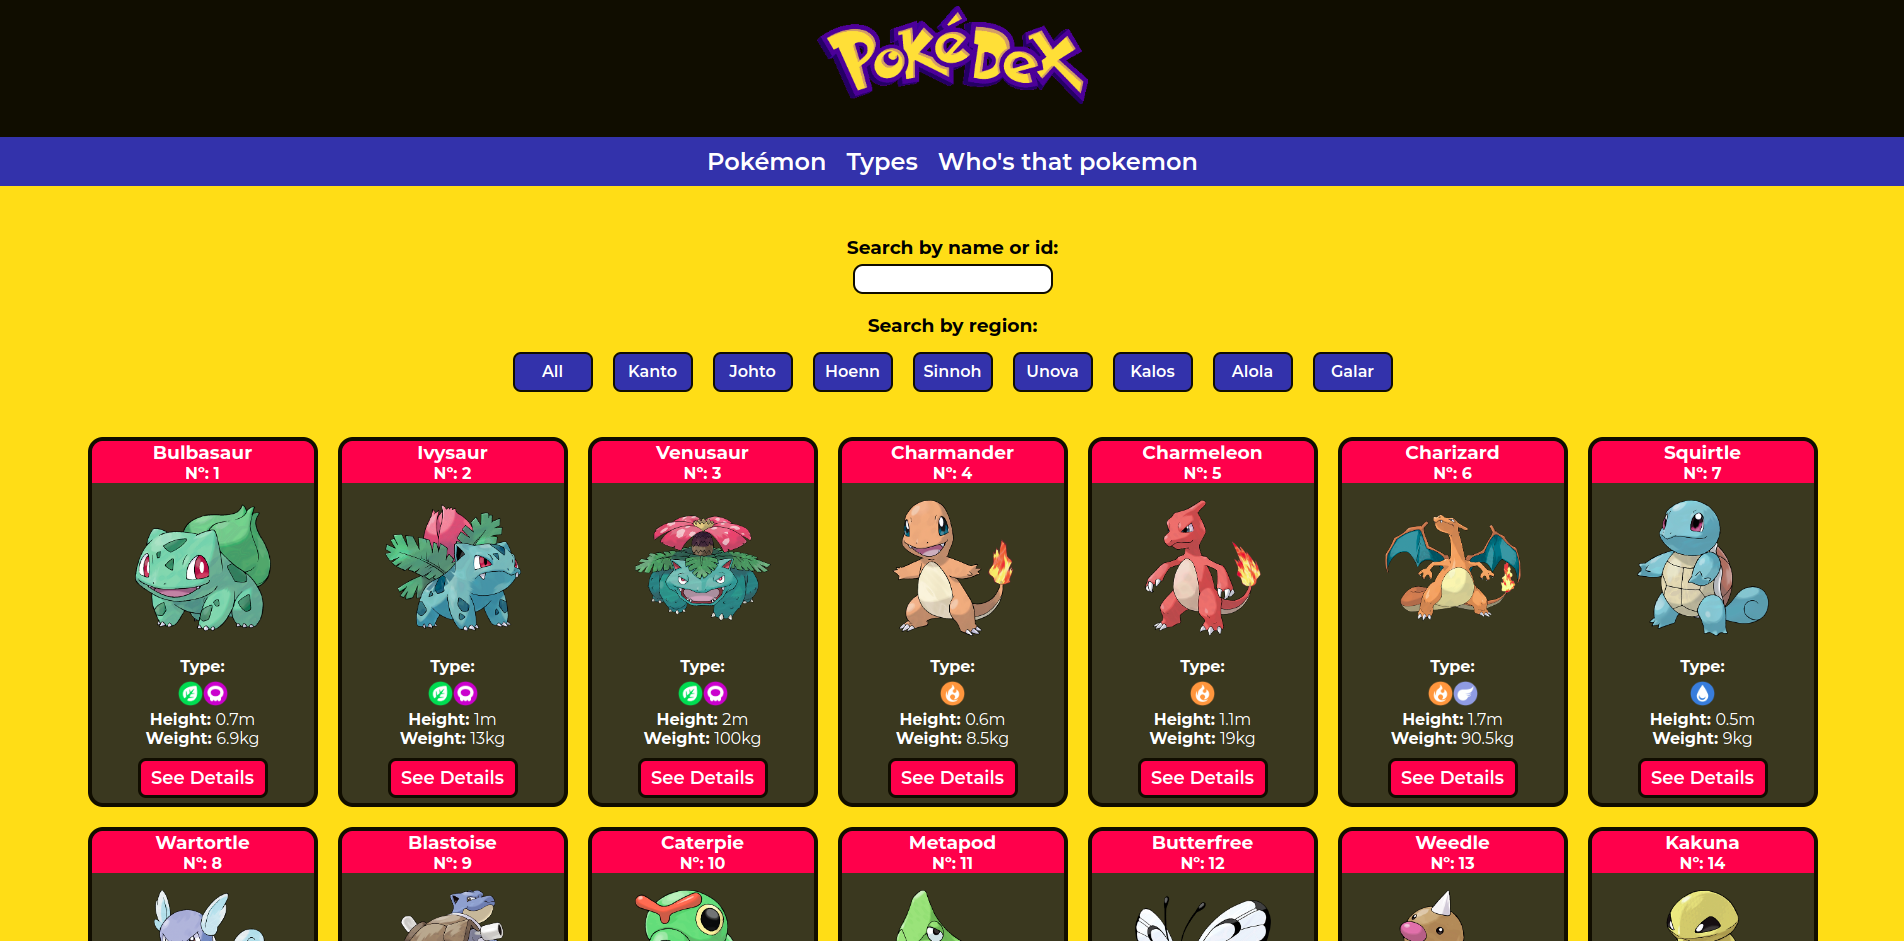 PokéDex
Pokémon Types Who's that pokemon
Search by name or id:
Search by region:
All Kanto Johto Hoenn Sinnoh Unova Kalos Alola Galar
Bulbasaur Ivysaur Venusaur Charmander Charmeleon Charizard Squirtle
Nº: 1 Nº: 2 Nº: 3 Nº: 4 Nº: 5 Nº: 6 Nº: 7
Type: Type: Type: Type: Type: Type: Type:
Height: 0.7m Height: 1m Height: 2m Height: 0.6m Height: 1.1m Height: 1.7m Height: 0.5m
Weight: 6.9kg Weight: 13kg Weight: 100kg Weight: 8.5kg Weight: 19kg Weight: 90.5kg Weight: 9kg
See Details See Details See Details See Details See Details See Details See Details
Wartortle Blastoise Caterpie Metapod Butterfree Weedle Kakuna
Nº: 8 Nº: 9 Nº: 10 Nº: 11 Nº: 12 Nº: 13 Nº: 14